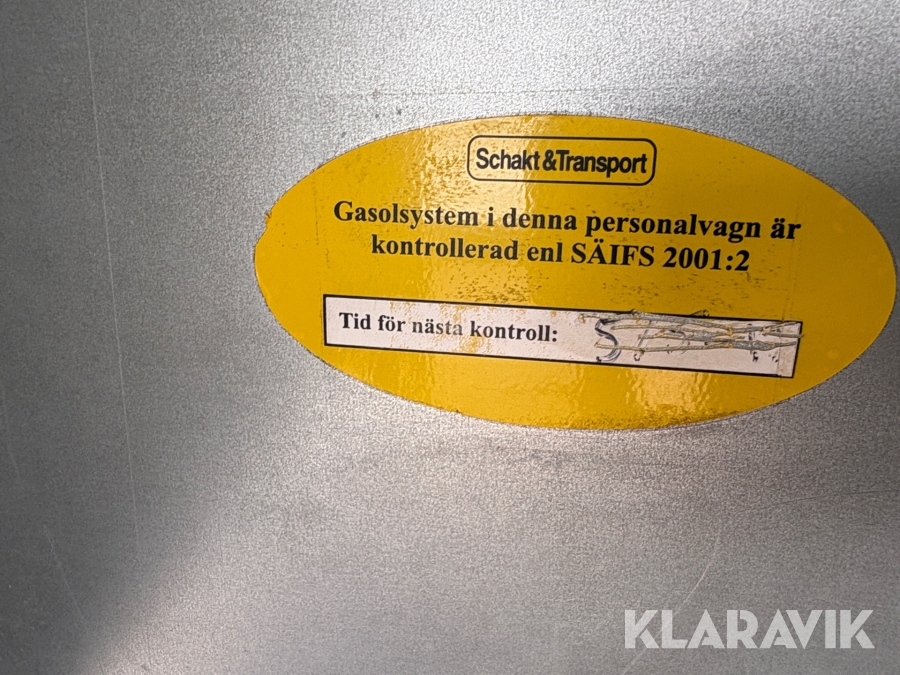 Schakt&Transport
Gasolsystem i denna personalvagn är
kontrollerad enl SÄIFS 2001:2
Tid för nästa kontroll:
KLARAVIK